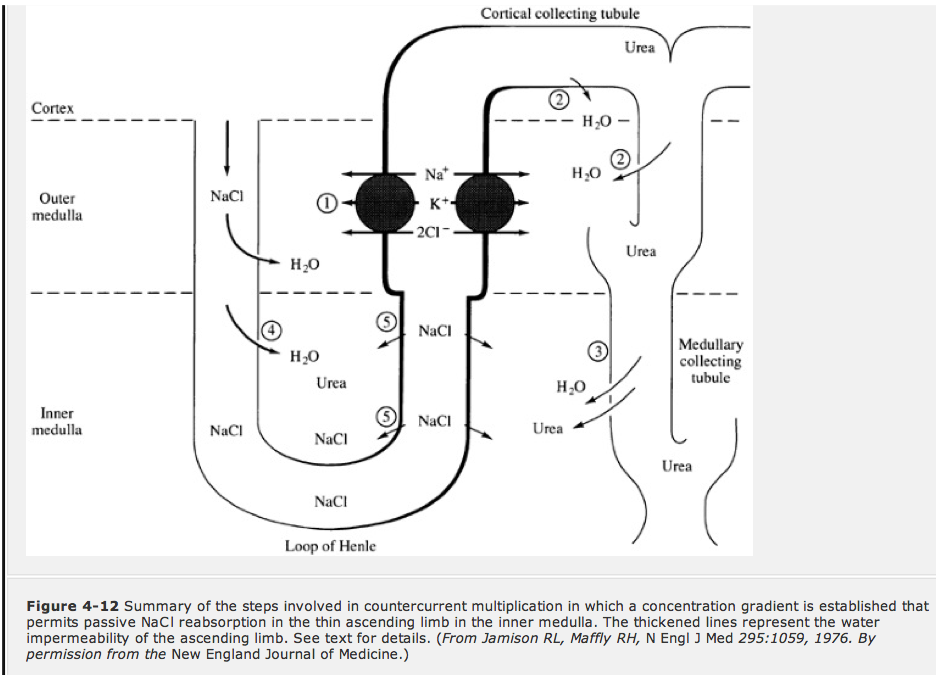 Cortical collecting tubule
Urea
Cortex
②
H₂O
Outer
medulla
NaCl
H₂O
①
Na⁺
K⁺
2Cl⁻
②
H₂O
Urea
④
H₂O
Urea
⑤
NaCl
③
Medullary
collecting
tubule
H₂O
Urea
Inner
medulla
NaCl
NaCl
⑤
NaCl
Urea
NaCl
Loop of Henle
Figure 4-12 Summary of the steps involved in countercurrent multiplication in which a concentration gradient is established that
permits passive NaCl reabsorption in the thin ascending limb in the inner medulla. The thickened lines represent the water
impermeability of the ascending limb. See text for details. (From Jamison RL, Maffly RH, N Engl J Med 295:1059, 1976. By
permission from the New England Journal of Medicine.)